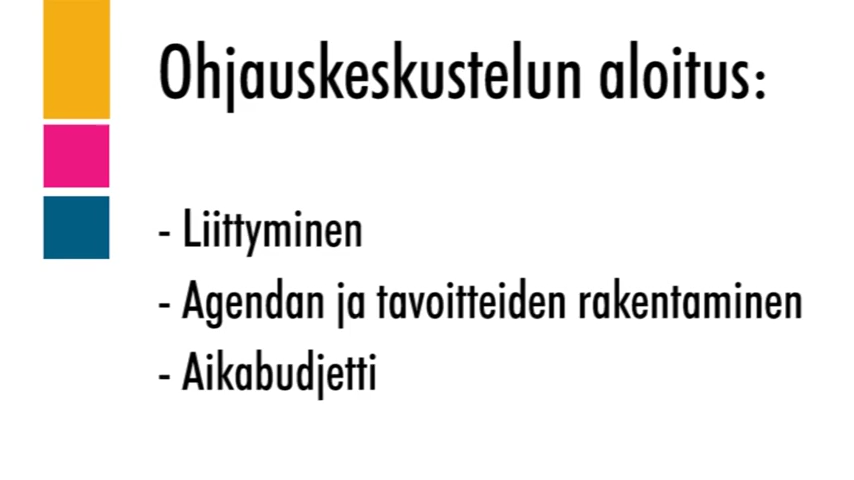 Ohjauskeskustelun aloitus:
- Liittyminen
- Agendan ja tavoitteiden rakentaminen
- Aikabudjetti